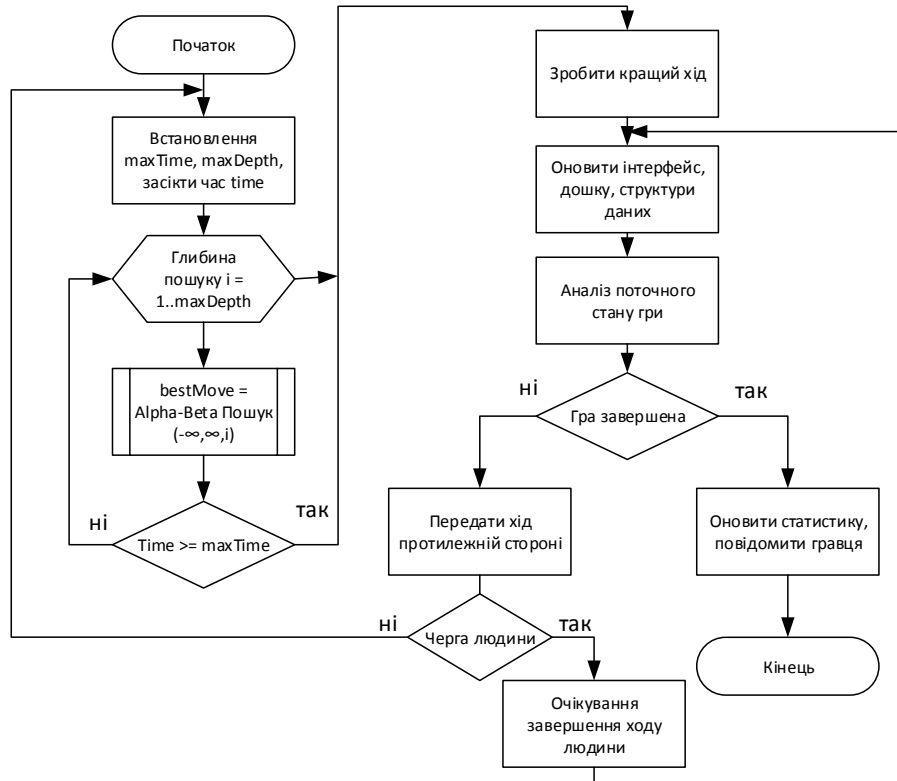 Початок
Встановлення
maxTime, maxDepth,
засікти час time
Глибина
пошуку i =
1..maxDepth
bestMove =
Alpha-Beta Пошук
(-∞,∞,i)
ні
так
Time >= maxTime
Зробити кращий хід
Оновити інтерфейс,
дошку, структури
даних
Аналіз поточного
стану гри
ні
так
Гра завершена
Передати хід
протилежній стороні
Оновити статистику,
повідомити гравця
ні
так
Черга людини
Кінець
Очікування
завершення ходу
людини